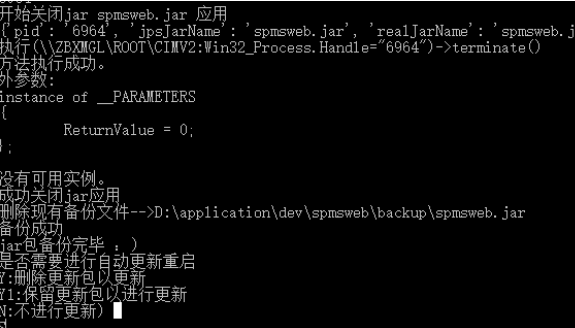 开始关闭jar spmsweb.jar 应用
{'pid': '6964', 'jpsJarName': 'spmsweb.jar', 'realJarName': 'spmsweb.j
执行(\\ZBXMGL\ROOT\CIMV2:Win32_Process.Handle="6964")->terminate()
方法执行成功。
外参数:
instance of __PARAMETERS
{
ReturnValue = 0;
};
没有可用实例。
成功关闭jar应用
删除现有备份文件-->D:\application\dev\spmsweb\backup\spmsweb.jar
备份成功
jar包备份完毕 :)
是否需要进行自动更新重启
Y:删除更新包以更新
Y1:保留更新包以进行更新
N:不进行更新)